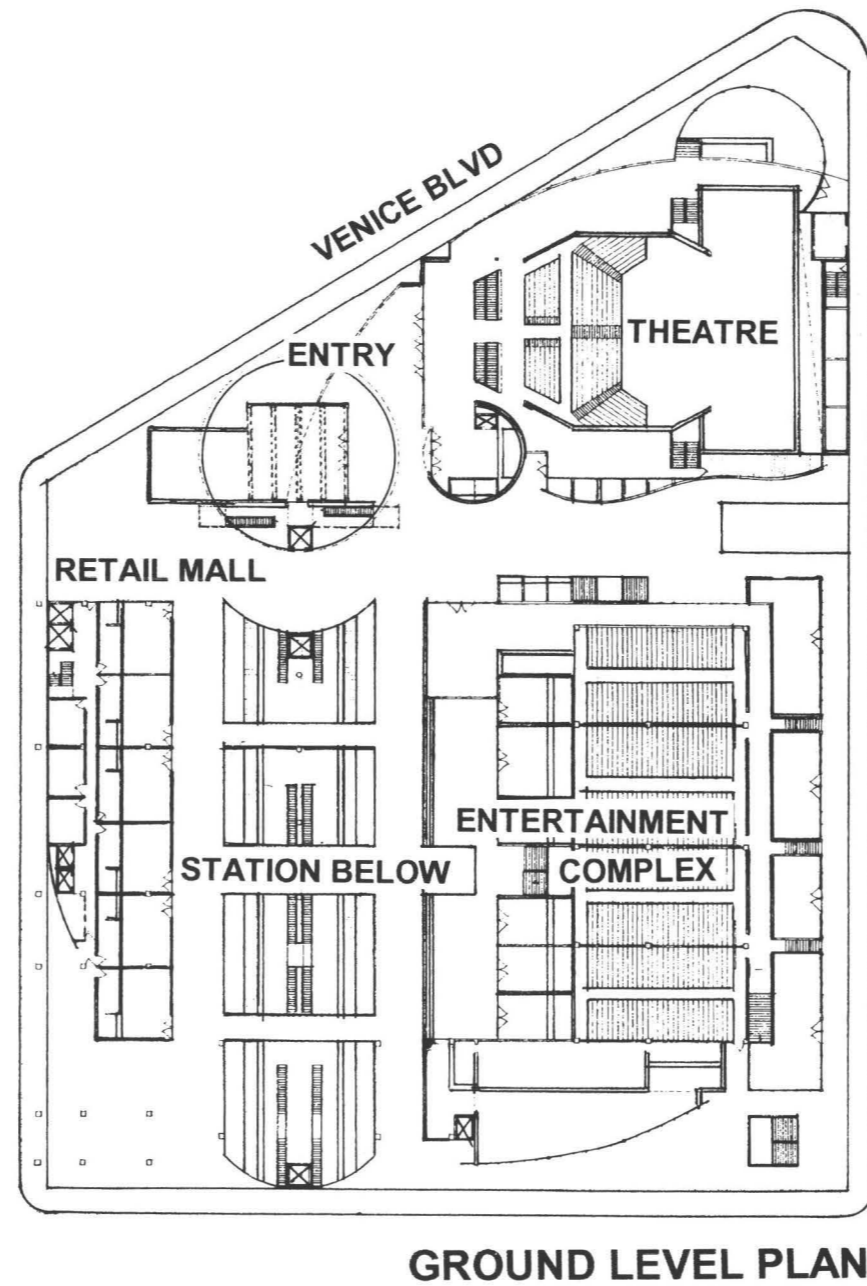 VENICE BLVD
THEATRE
ENTRY
RETAIL MALL
ENTERTAINMENT
COMPLEX
STATION BELOW
GROUND LEVEL PLAN